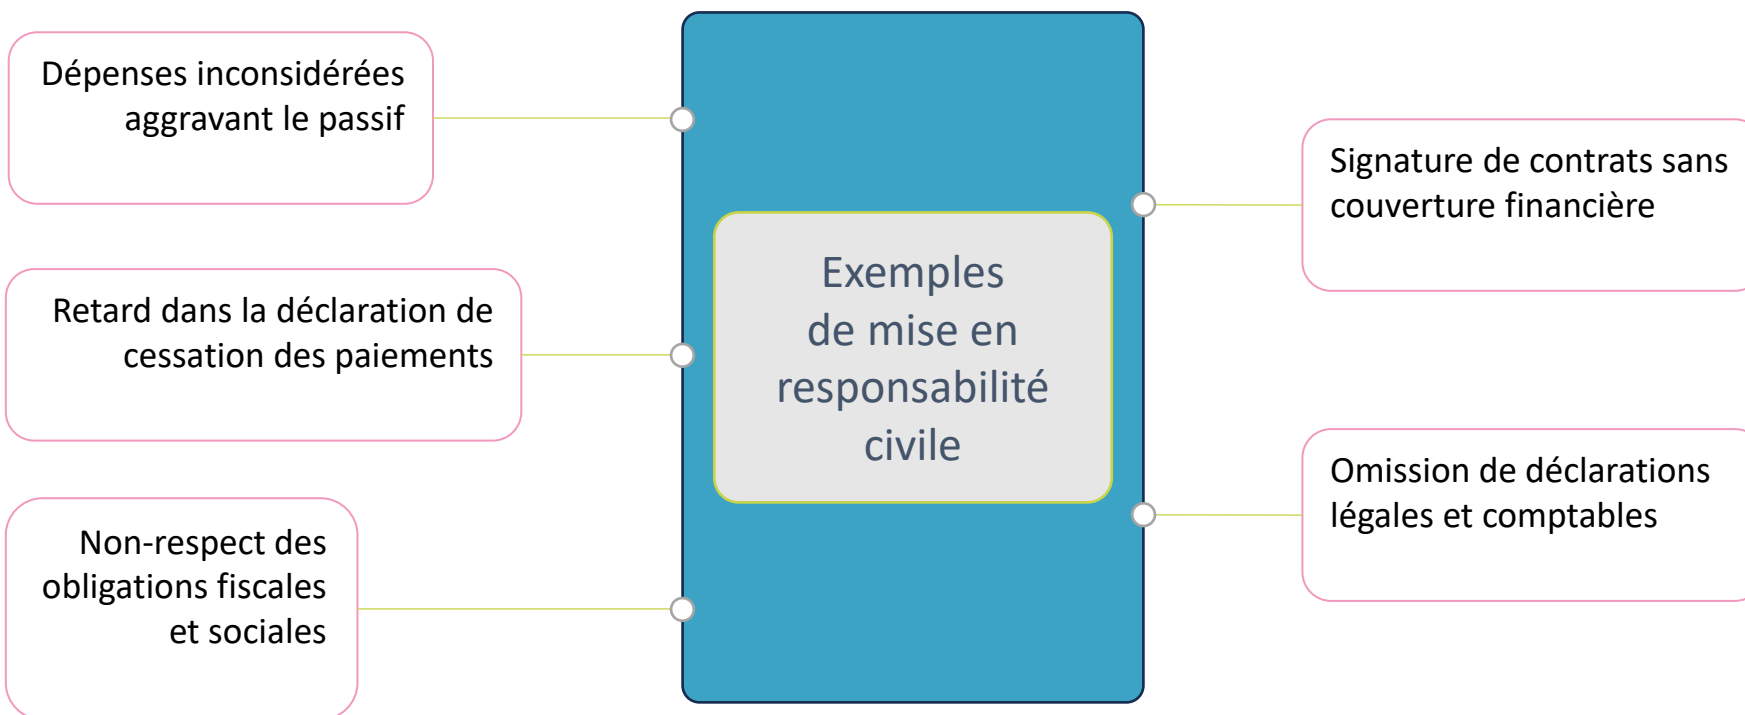 Dépenses inconsidérées
aggravant le passif
Retard dans la déclaration de
cessation des paiements
Non-respect des
obligations fiscales
et sociales
Exemples
de mise en
responsabilité
civile
Signature de contrats sans
couverture financière
Omission de déclarations
légales et comptables